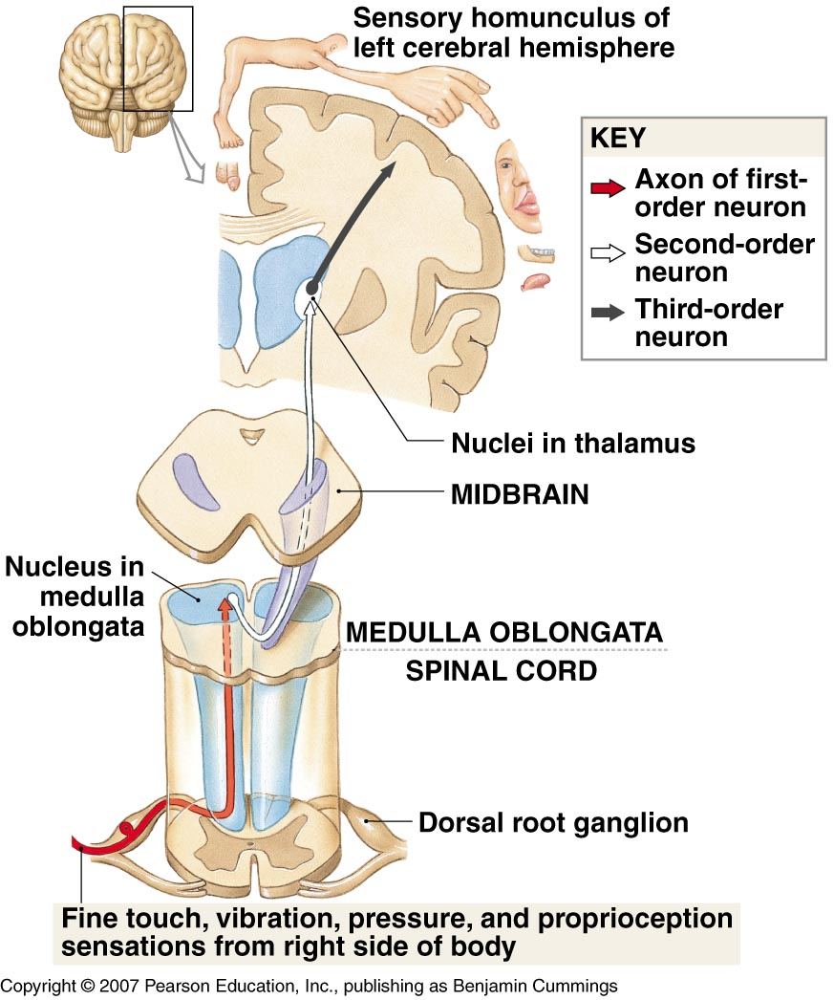 Sensory homunculus of
left cerebral hemisphere
KEY
Axon of first-
order neuron
Second-order
neuron
Third-order
neuron
Nuclei in thalamus
MIDBRAIN
Nucleus in
medulla
oblongata
MEDULLA OBLONGATA
SPINAL CORD
Dorsal root ganglion
Fine touch, vibration, pressure, and proprioception
sensations from right side of body
Copyright © 2007 Pearson Education, Inc., publishing as Benjamin Cummings